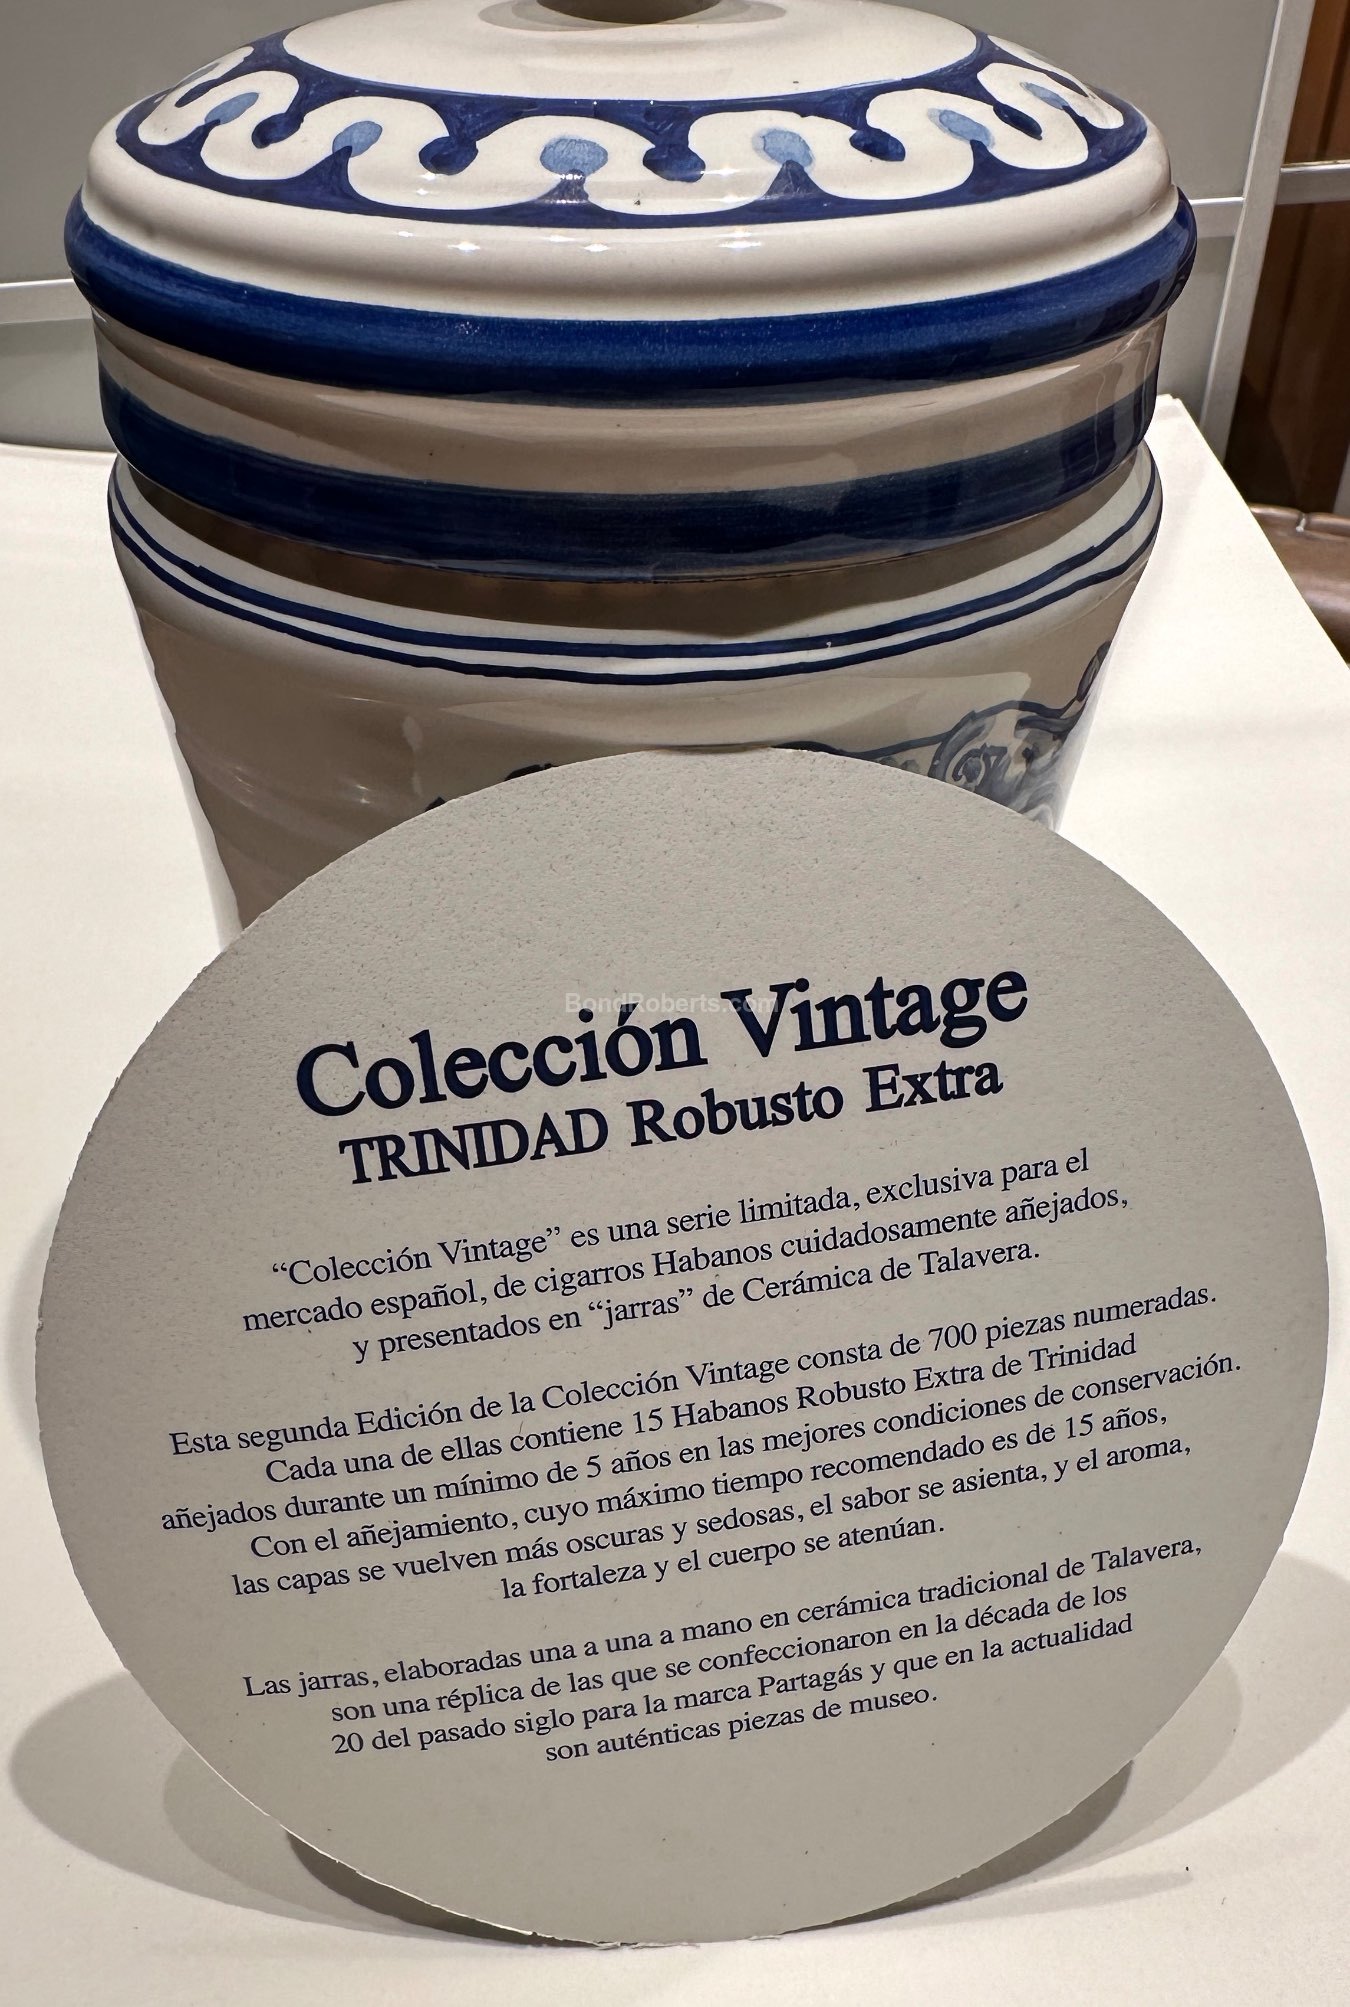 BondRoberts.com
Colección Vintage
TRINIDAD Robusto Extra
“Colección Vintage” es una serie limitada, exclusiva para el
mercado español, de cigarros Habanos cuidadosamente añejados,
y presentados en “jarras” de Cerámica de Talavera.
Esta segunda Edición de la Colección Vintage consta de 700 piezas numeradas.
Cada una de ellas contiene 15 Habanos Robusto Extra de Trinidad
añejados durante un mínimo de 5 años en las mejores condiciones de conservación.
Con el añejamiento, cuyo máximo tiempo recomendado es de 15 años,
las capas se vuelven más oscuras y sedosas, el sabor se asienta, y el aroma,
la fortaleza y el cuerpo se atenúan.
Las jarras, elaboradas una a una a mano en cerámica tradicional de Talavera,
son una réplica de las que se confeccionaron en la década de los
20 del pasado siglo para la marca Partagás y que en la actualidad
son auténticas piezas de museo.